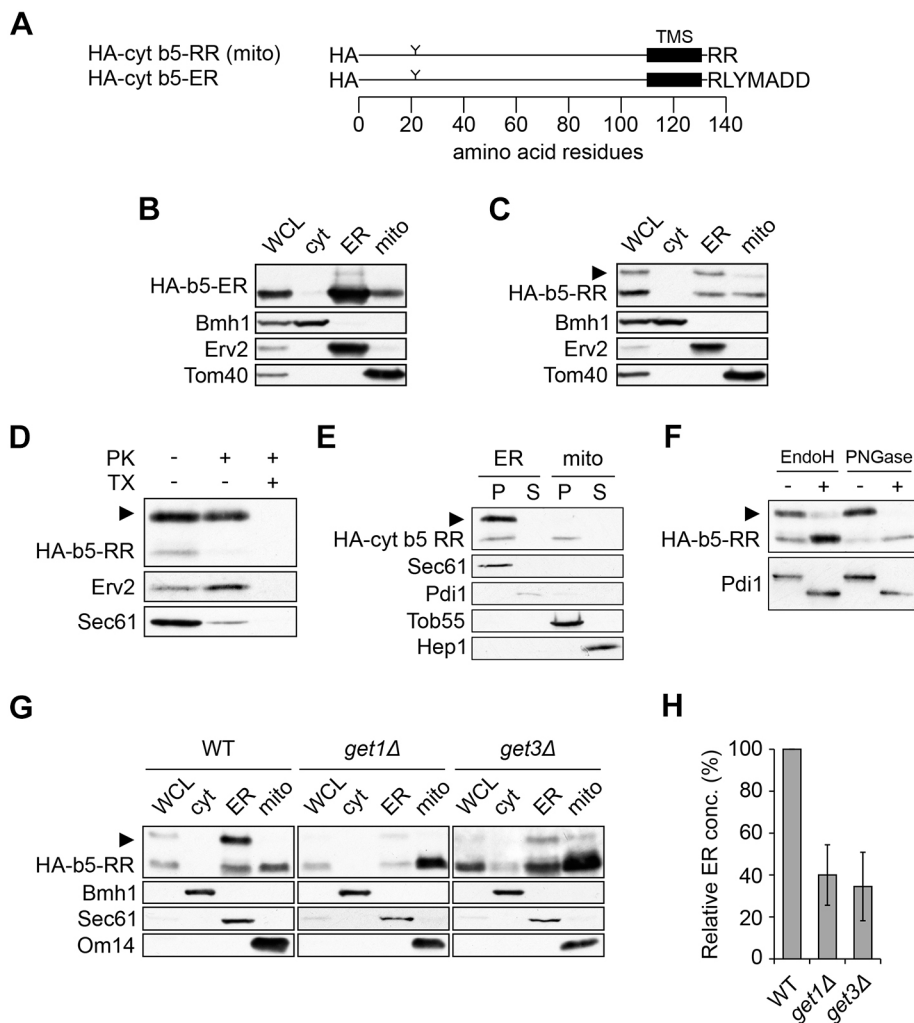 A
TMS
HA-cyt b5-RR (mito) HA RR
HA-cyt b5-ER HA RLYMADD
0 20 40 60 80 100 120 140
amino acid residues
B
WCL cyt ER mito
HA-b5-ER
Bmh1
Erv2
Tom40
C
WCL cyt ER mito
HA-b5-RR
Bmh1
Erv2
Tom40
D
PK - + +
TX - - +
HA-b5-RR
Erv2
Sec61
E
ER mito
P S P S
HA-cyt b5 RR
Sec61
Pdi1
Tob55
Hep1
F
EndoH PNGase
- + - +
HA-b5-RR
Pdi1
G
WT get1Δ get3Δ
WCL cyt ER mito WCL cyt ER mito WCL cyt ER mito
HA-b5-RR
Bmh1
Sec61
Om14
H
Relative ER conc. (%)
100
80
60
40
20
0
WT get1Δ get3Δ